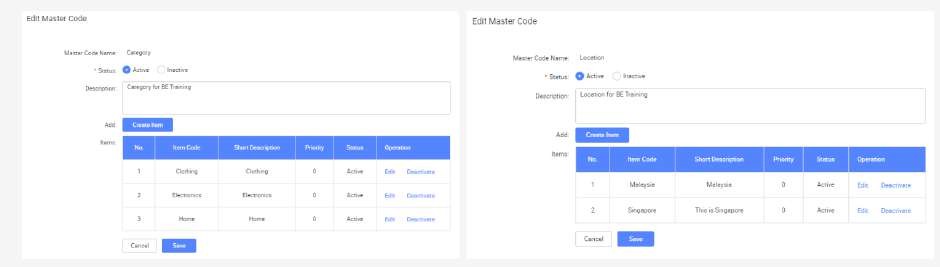 Edit Master Code
Master Code Name: Category
* Status: Active Inactive
Description: Category for BE Training
Add: Create Item
Items:
No. Item Code Short Description Priority Status Operation
1 Clothing Clothing 0 Active Edit Deactivate
2 Electronics Electronics 0 Active Edit Deactivate
3 Home Home 0 Active Edit Deactivate
Cancel Save
Edit Master Code
Master Code Name: Location
* Status: Active Inactive
Description: Location for BE Training
Add: Create Item
Items:
No. Item Code Short Description Priority Status Operation
1 Malaysia Malaysia 0 Active Edit Deactivate
2 Singapore This is Singapore 0 Active Edit Deactivate
Cancel Save